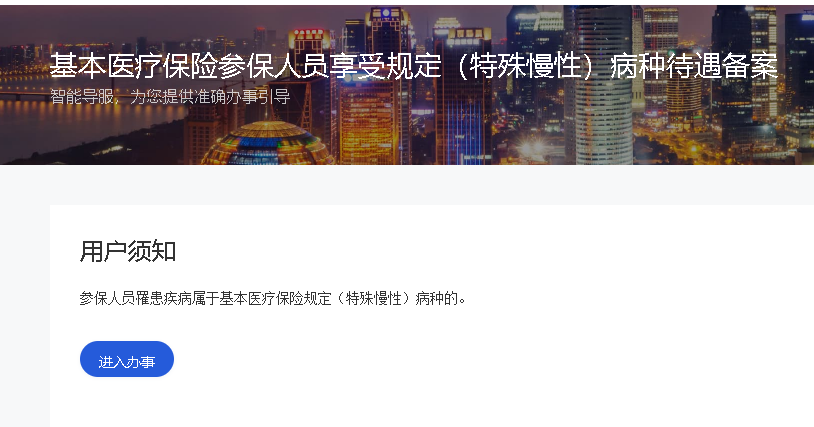 基本医疗保险参保人员享受规定（特殊慢性）病种待遇备案
智能导服，为您提供准确办事引导
用户须知
参保人员罹患疾病属于基本医疗保险规定（特殊慢性）病种的。
进入办事